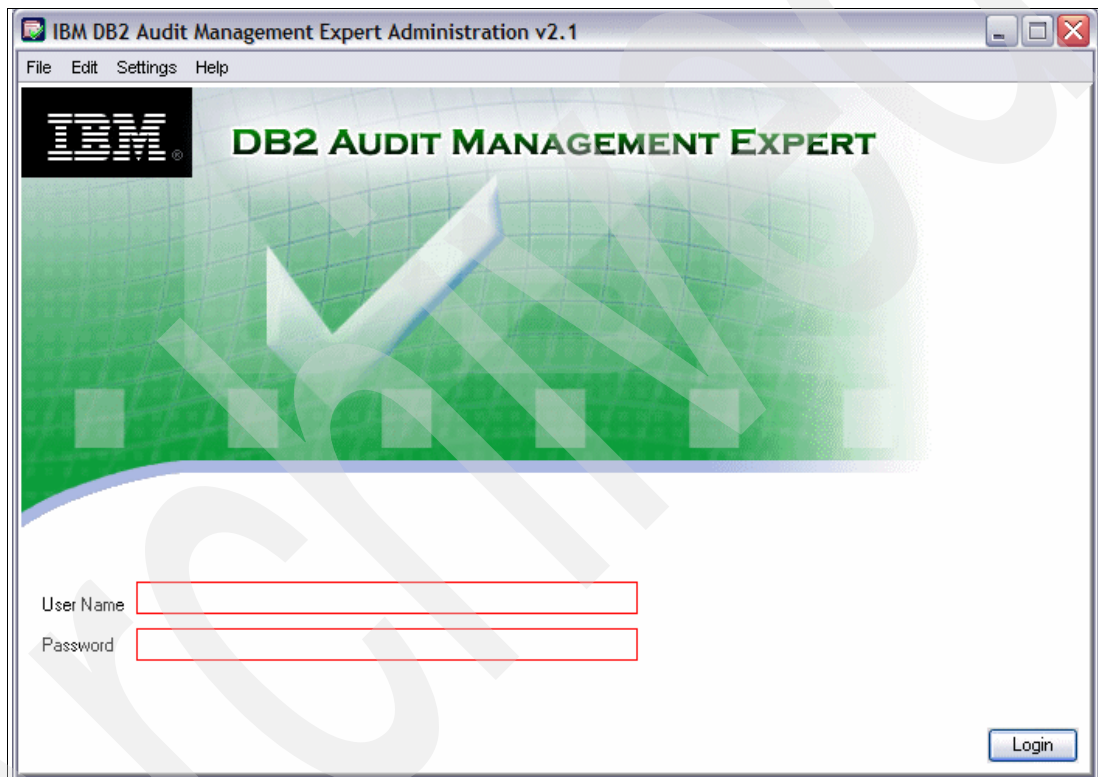 IBM DB2 Audit Management Expert Administration v2.1
File Edit Settings Help
IBM®
DB2 AUDIT MANAGEMENT EXPERT
User Name
Password
Login